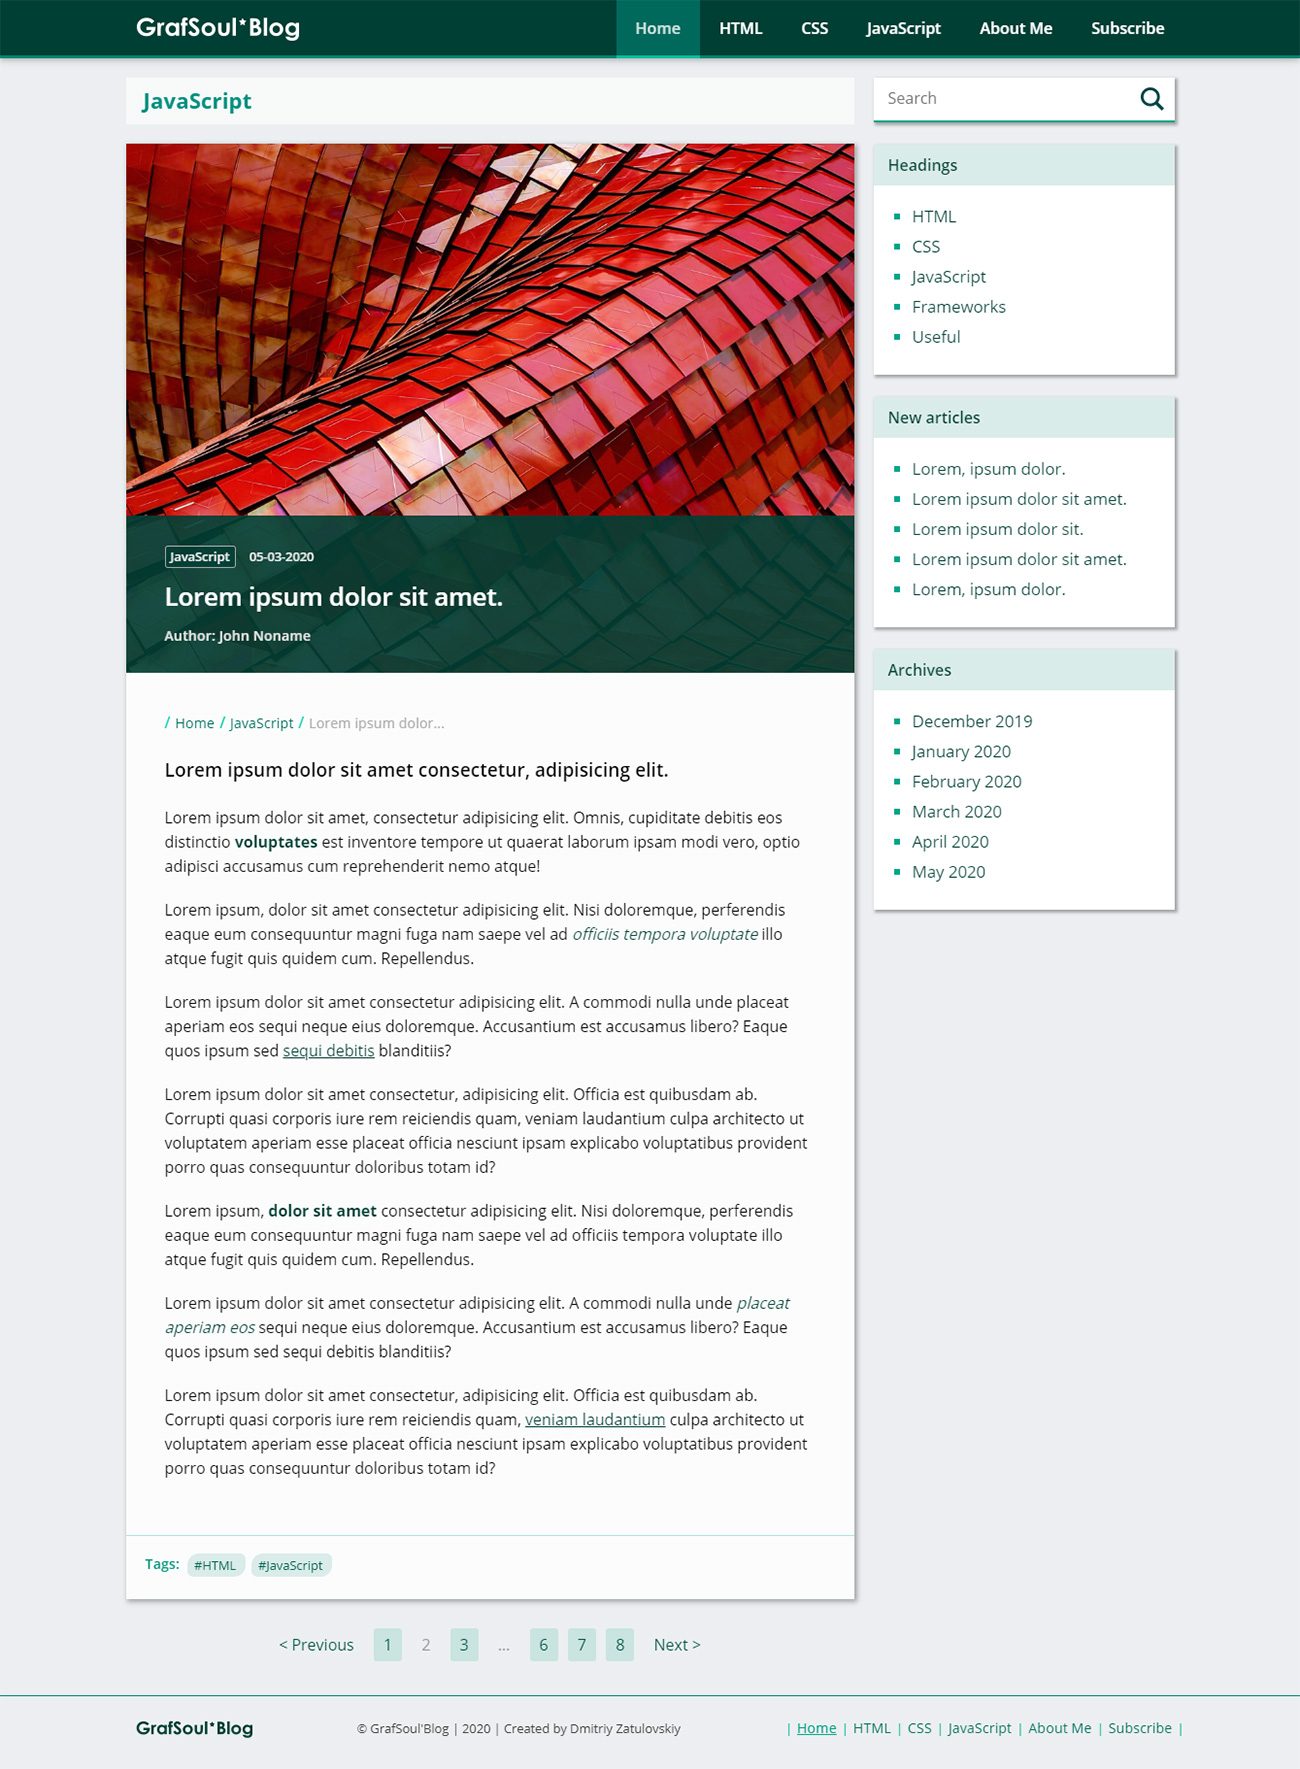 GrafSoul*Blog
Home HTML CSS JavaScript About Me Subscribe
JavaScript
Search
JavaScript 05-03-2020
Lorem ipsum dolor sit amet.
Author: John Noname
/ Home / JavaScript / Lorem ipsum dolor...
Lorem ipsum dolor sit amet consectetur, adipisicing elit.
Lorem ipsum dolor sit amet, consectetur adipisicing elit. Omnis, cupiditate debitis eos
distinctio voluptates est inventore tempore ut quaerat laborum ipsam modi vero, optio
adipisci accusamus cum reprehenderit nemo atque!
Lorem ipsum, dolor sit amet consectetur adipisicing elit. Nisi doloremque, perferendis
eaque eum consequuntur magni fuga nam saepe vel ad officiis tempora voluptate illo
atque fugit quis quidem cum. Repellendus.
Lorem ipsum dolor sit amet consectetur adipisicing elit. A commodi nulla unde placeat
aperiam eos sequi neque eius doloremque. Accusantium est accusamus libero? Eaque
quos ipsum sed sequi debitis blanditiis?
Lorem ipsum dolor sit amet consectetur, adipisicing elit. Officia est quibusdam ab.
Corrupti quasi corporis iure rem reiciendis quam, veniam laudantium culpa architecto ut
voluptatem aperiam esse placeat officia nesciunt ipsam explicabo voluptatibus provident
porro quas consequuntur doloribus totam id?
Lorem ipsum, dolor sit amet consectetur adipisicing elit. Nisi doloremque, perferendis
eaque eum consequuntur magni fuga nam saepe vel ad officiis tempora voluptate illo
atque fugit quis quidem cum. Repellendus.
Lorem ipsum dolor sit amet consectetur adipisicing elit. A commodi nulla unde placeat
aperiam eos sequi neque eius doloremque. Accusantium est accusamus libero? Eaque
quos ipsum sed sequi debitis blanditiis?
Lorem ipsum dolor sit amet consectetur, adipisicing elit. Officia est quibusdam ab.
Corrupti quasi corporis iure rem reiciendis quam, veniam laudantium culpa architecto ut
voluptatem aperiam esse placeat officia nesciunt ipsam explicabo voluptatibus provident
porro quas consequuntur doloribus totam id?
Tags: #HTML #JavaScript
Headings
HTML
CSS
JavaScript
Frameworks
Useful
New articles
Lorem, ipsum dolor.
Lorem ipsum dolor sit amet.
Lorem ipsum dolor sit.
Lorem ipsum dolor sit amet.
Lorem, ipsum dolor.
Archives
December 2019
January 2020
February 2020
March 2020
April 2020
May 2020
< Previous 1 2 3 ... 6 7 8 Next >
GrafSoul*Blog
© GrafSoul'Blog | 2020 | Created by Dmitriy Zatulovskiy
| Home | HTML | CSS | JavaScript | About Me | Subscribe |